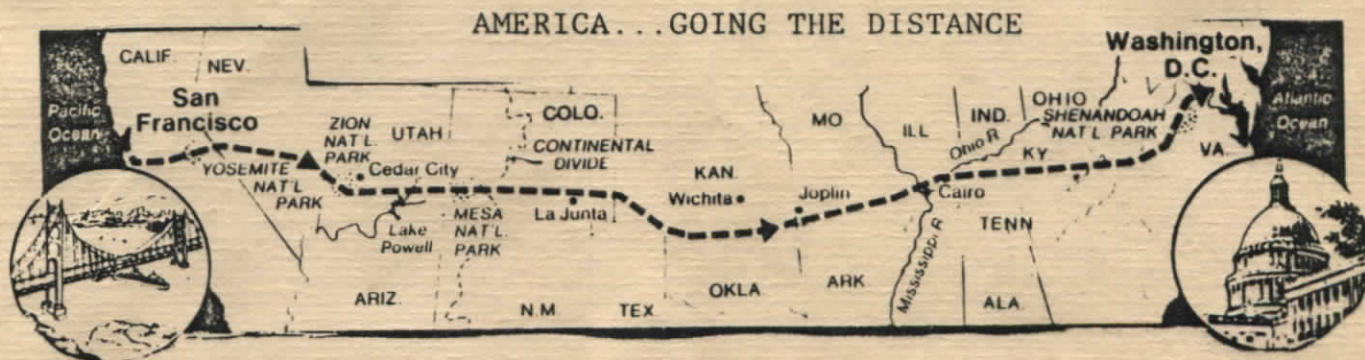 AMERICA...GOING THE DISTANCE
CALIF.
NEV.
Pacific
Ocean
San
Francisco
YOSEMITE
NAT'L
PARK
ZION
NAT'L
PARK
UTAH
Cedar City
Lake
Powell
ARIZ.
COLO.
CONTINENTAL
DIVIDE
MESA
NAT'L
PARK
La Junta
N.M
TEX
KAN.
Wichita
OKLA
MO
Joplin
ARK
ILL
IND.
Ohio R
Cairo
Mississippi R
KY
TENN
ALA.
OHIO
SHENANDOAH
NAT'L PARK
VA.
Washington,
D.C.
Atlantic
Ocean